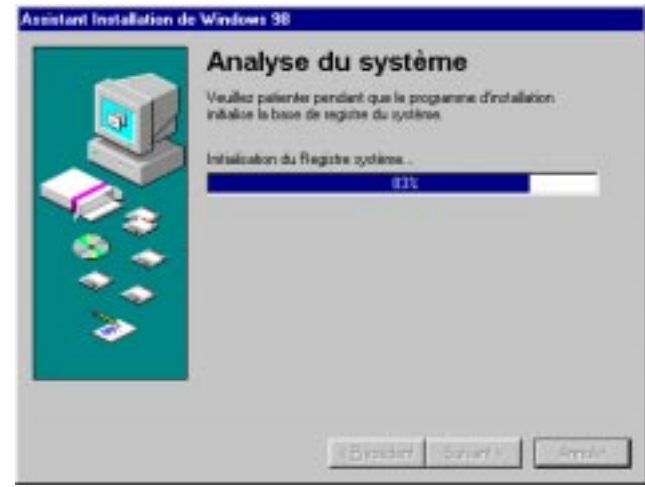 Assistant Installation de Windows 98
Analyse du système
Veuillez patienter pendant que le programme d'installation
initialise la base de registre du système.
Initialisation du Registre système...
83%
< Précédent
Suivant >
Annuler